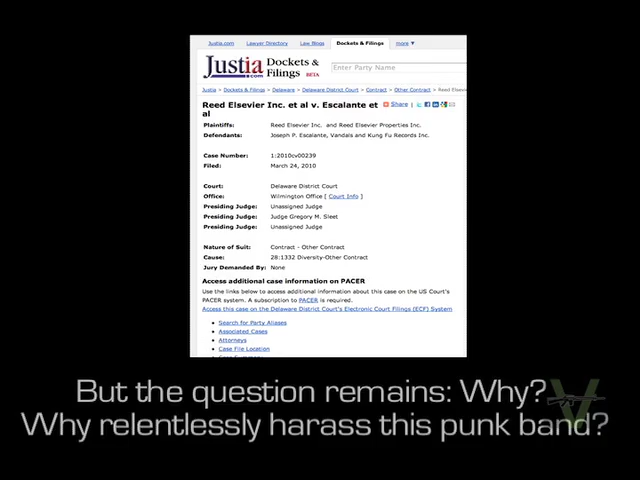 Justia.com Lawyer Directory Law Blogs Dockets & Filings more ▼
Justia .com Dockets & Filings BETA
Enter Party Name
Justia > Dockets & Filings > Delaware > Delaware District Court > Contract > Other Contract > Reed Elsevier
Reed Elsevier Inc. et al v. Escalante et al
Share |
Plaintiffs: Reed Elsevier Inc. and Reed Elsevier Properties Inc.
Defendants: Joseph P. Escalante, Vandals and Kung Fu Records Inc.
Case Number: 1:2010cv00239
Filed: March 24, 2010
Court: Delaware District Court
Office: Wilmington Office [ Court Info ]
Presiding Judge: Unassigned Judge
Presiding Judge: Judge Gregory M. Sleet
Presiding Judge: Unassigned Judge
Nature of Suit: Contract - Other Contract
Cause: 28:1332 Diversity-Other Contract
Jury Demanded By: None
Access additional case information on PACER
Use the links below to access additional information about this case on the US Court's
PACER system. A subscription to PACER is required.
Access this case on the Delaware District Court's Electronic Court Filings (ECF) System
• Search for Party Aliases
• Associated Cases
• Attorneys
• Case File Location
• Case Summary
But the question remains: Why?
Why relentlessly harass this punk band?
V